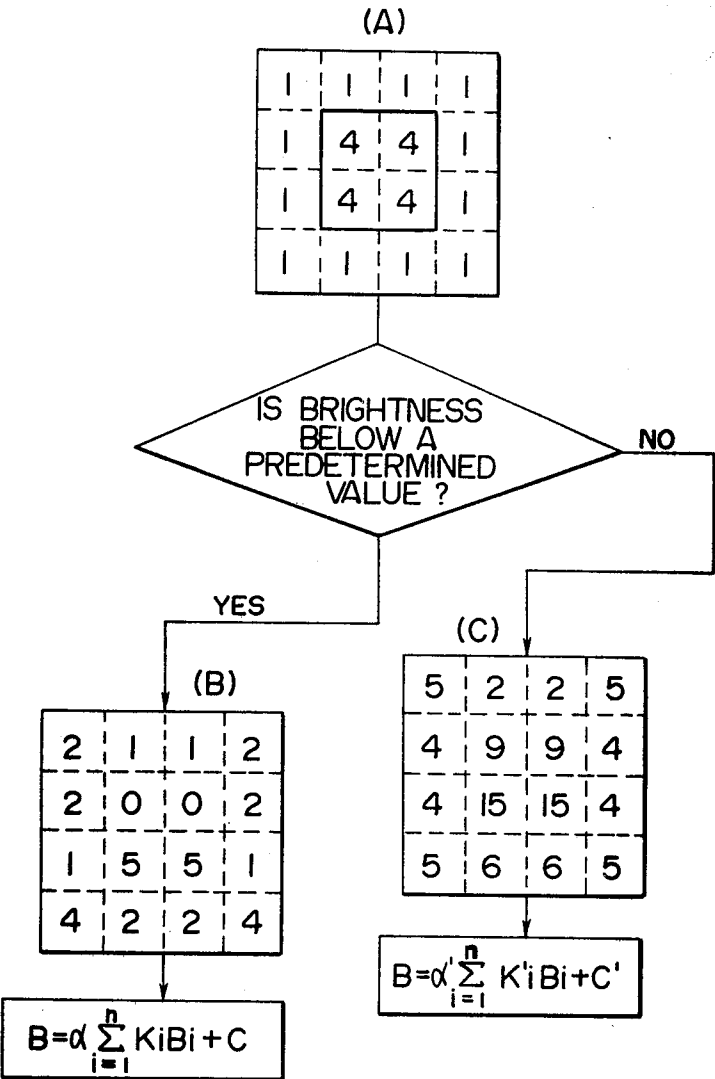 (A)
1 1 1 1
1 4 4 1
1 4 4 1
1 1 1 1
IS BRIGHTNESS
BELOW A
PREDETERMINED
VALUE ?
NO
YES
(C)
5 2 2 5
4 9 9 4
4 15 15 4
5 6 6 5
B=α' n∑i=1 K'iBi+C'
(B)
2 1 1 2
2 0 0 2
1 5 5 1
4 2 2 4
B=α n∑i=1 KiBi+C